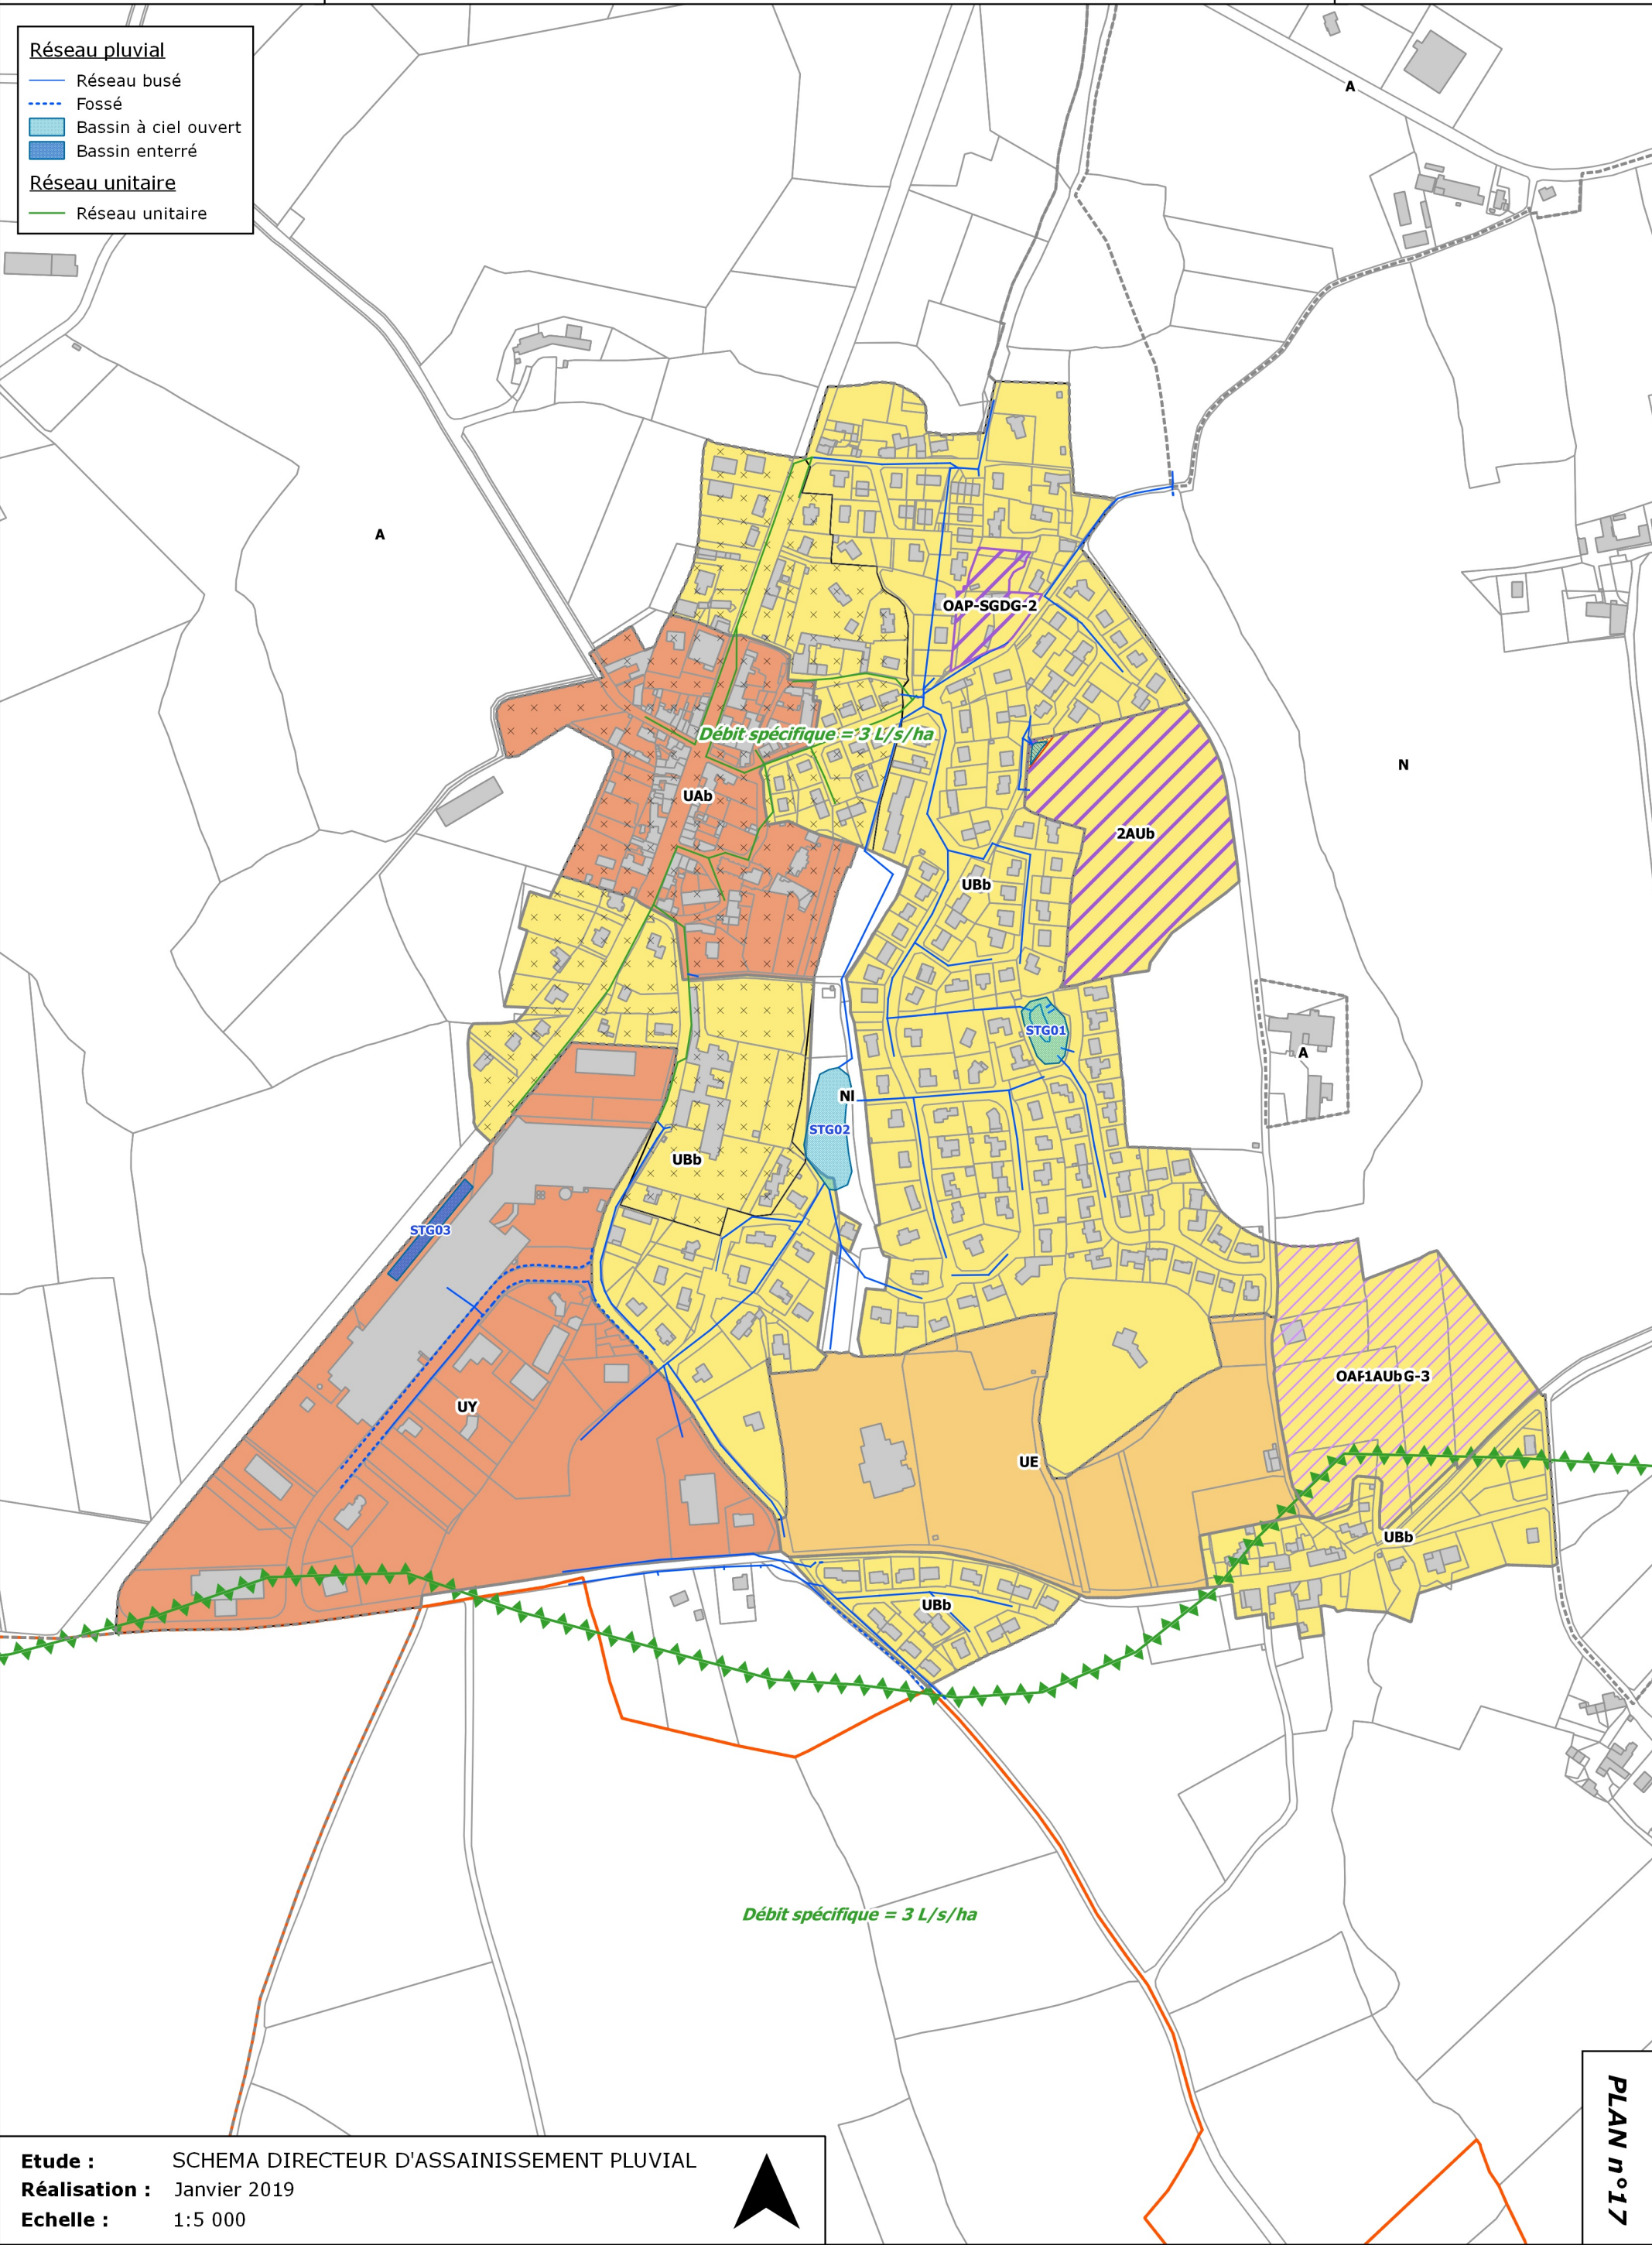 Réseau pluvial
Réseau busé
Fossé
Bassin à ciel ouvert
Bassin enterré
Réseau unitaire
Réseau unitaire
A
A
OAP-SGDG-2
N
Débit spécifique = 3 L/s/ha
UAb
2AUb
UBb
STG01
A
NI
STG02
UBb
STG03
OAF1AUbG-3
UY
UE
UBb
UBb
Débit spécifique = 3 L/s/ha
PLAN n°17
Etude : SCHEMA DIRECTEUR D'ASSAINISSEMENT PLUVIAL
Réalisation : Janvier 2019
Echelle : 1:5 000